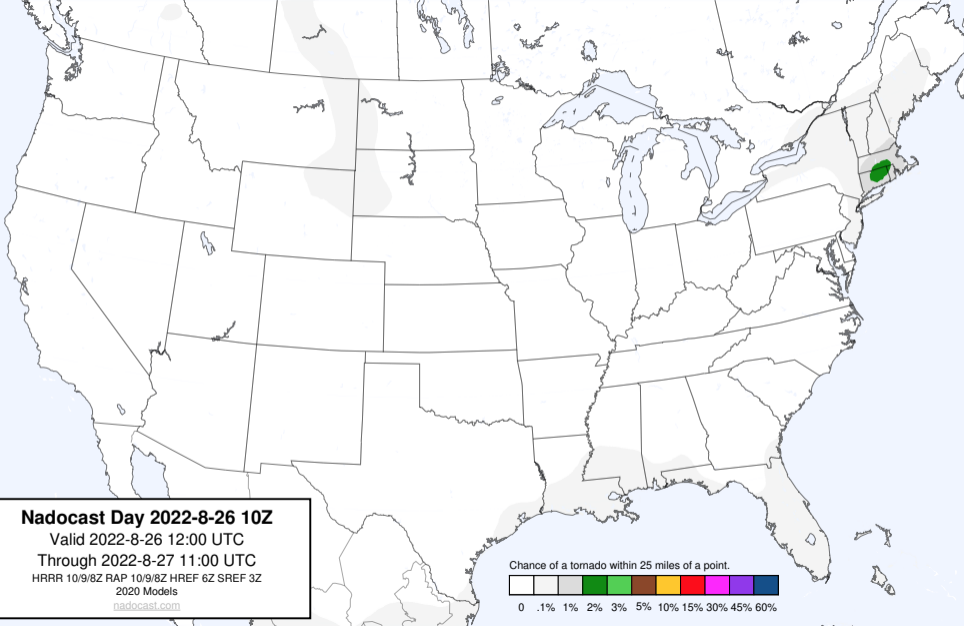 Nadocast Day 2022-8-26 10Z
Valid 2022-8-26 12:00 UTC
Through 2022-8-27 11:00 UTC
HRRR 10/9/8Z RAP 10/9/8Z HREF 6Z SREF 3Z
2020 Models
nadocast.com
Chance of a tornado within 25 miles of a point.
0 .1% 1% 2% 3% 5% 10% 15% 30% 45% 60%